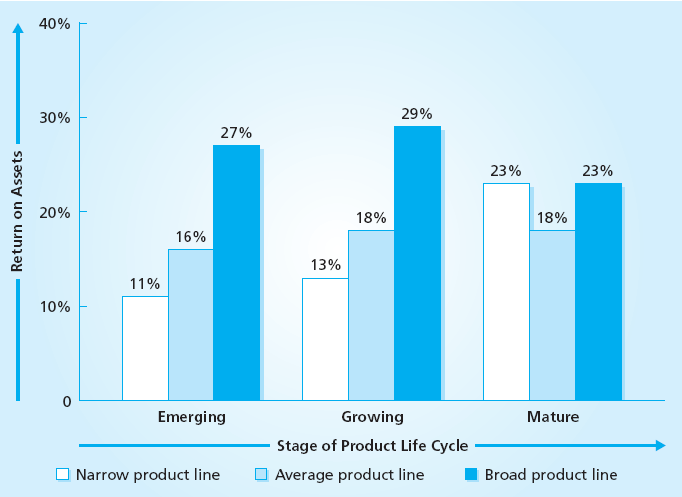 40%
30%
20%
10%
0
Return on Assets
11%
16%
27%
13%
18%
29%
23%
18%
23%
Emerging
Growing
Mature
Stage of Product Life Cycle
Narrow product line
Average product line
Broad product line